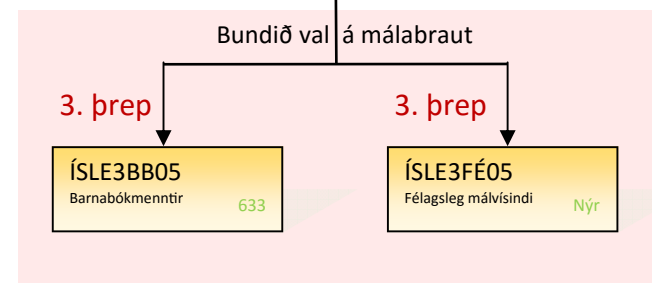 Bundið val á málabraut
3. þrep
3. þrep
ÍSLE3BB05
Barnabókmenntir
633
ÍSLE3FÉ05
Félagsleg málvísindi
Nýr